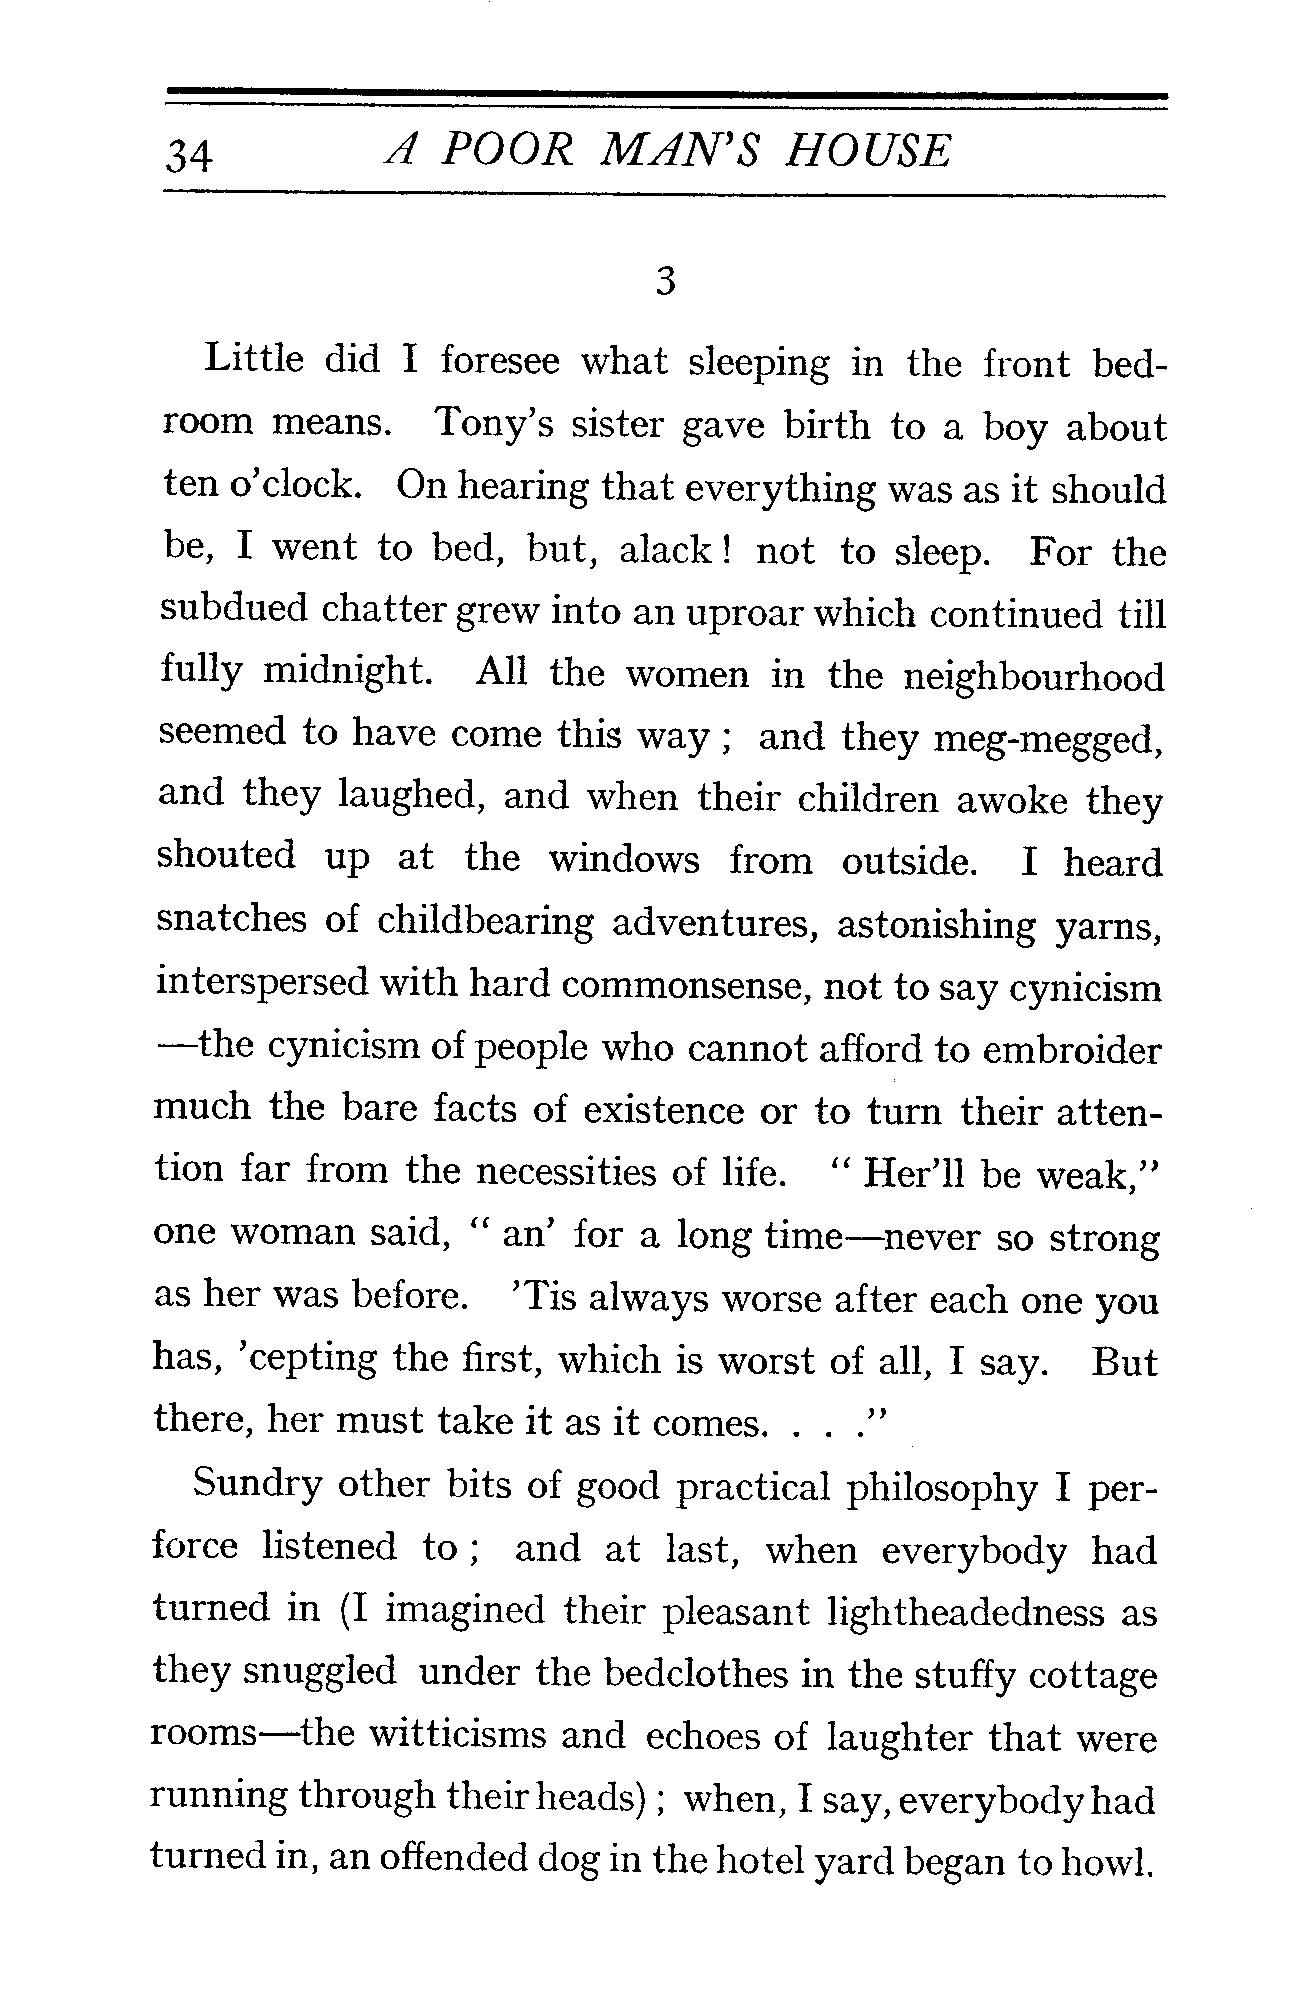 34 A POOR MAN'S HOUSE
3
Little did I foresee what sleeping in the front bed-
room means. Tony's sister gave birth to a boy about
ten o'clock. On hearing that everything was as it should
be, I went to bed, but, alack! not to sleep. For the
subdued chatter grew into an uproar which continued till
fully midnight. All the women in the neighbourhood
seemed to have come this way; and they meg-megged,
and they laughed, and when their children awoke they
shouted up at the windows from outside. I heard
snatches of childbearing adventures, astonishing yarns,
interspersed with hard commonsense, not to say cynicism
—the cynicism of people who cannot afford to embroider
much the bare facts of existence or to turn their atten-
tion far from the necessities of life. “Her'll be weak,”
one woman said, “an' for a long time—never so strong
as her was before. 'Tis always worse after each one you
has, 'cepting the first, which is worst of all, I say. But
there, her must take it as it comes. . . .”
Sundry other bits of good practical philosophy I per-
force listened to; and at last, when everybody had
turned in (I imagined their pleasant lightheadedness as
they snuggled under the bedclothes in the stuffy cottage
rooms—the witticisms and echoes of laughter that were
running through their heads); when, I say, everybody had
turned in, an offended dog in the hotel yard began to howl.